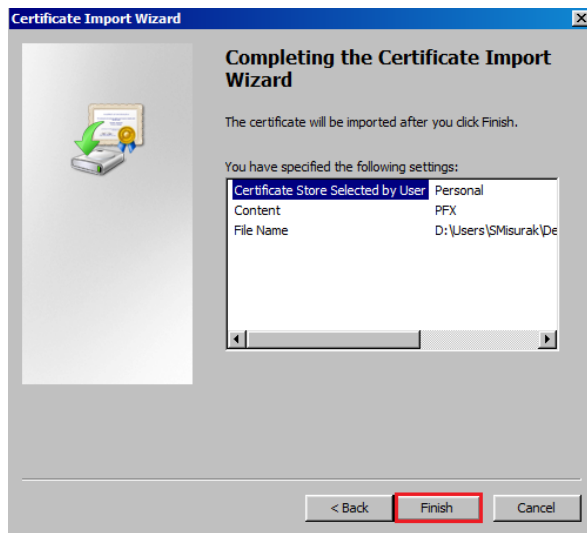 Certificate Import Wizard
Completing the Certificate Import
Wizard
The certificate will be imported after you click Finish.
You have specified the following settings:
Certificate Store Selected by User Personal
Content PFX
File Name D:\Users\SMisurak\De
< Back Finish Cancel